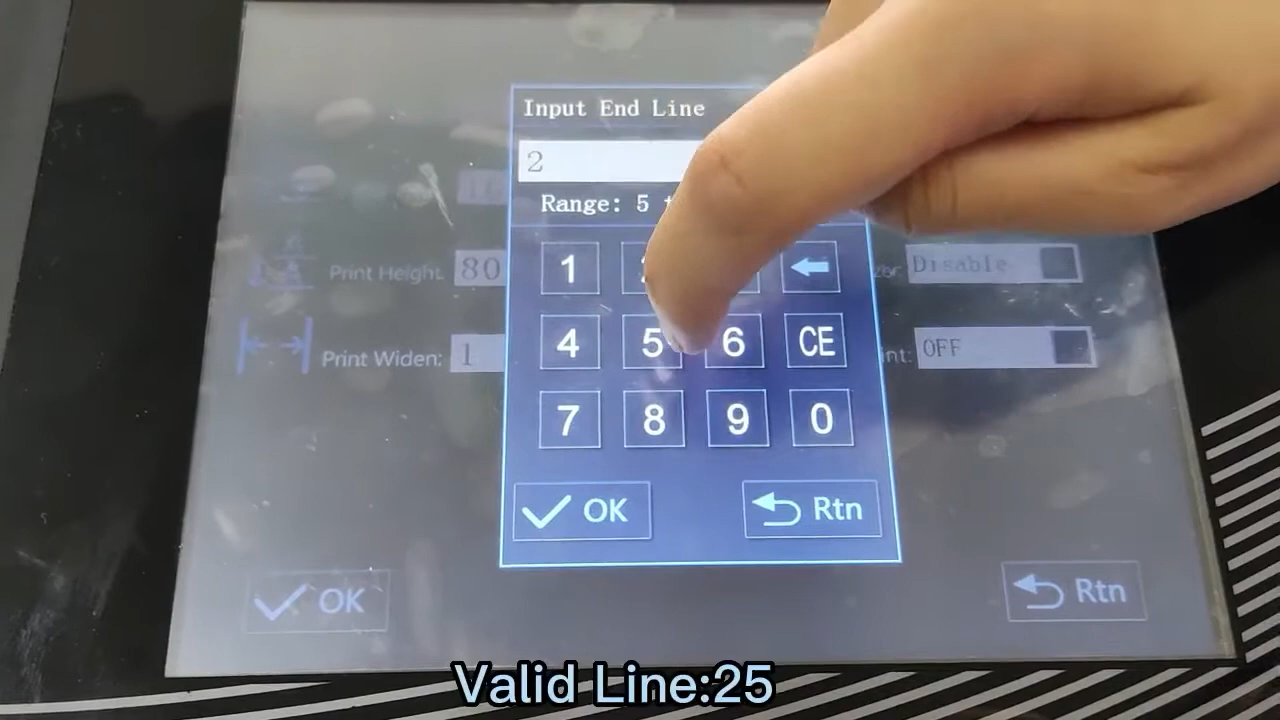 Input End Line
2
Range: 5
1
4 5 6 CE
7 8 9 0
OK Rtn
Print Height: 80
Disable
Print Widen: 1
OFF
OK Rtn
Valid Line:25